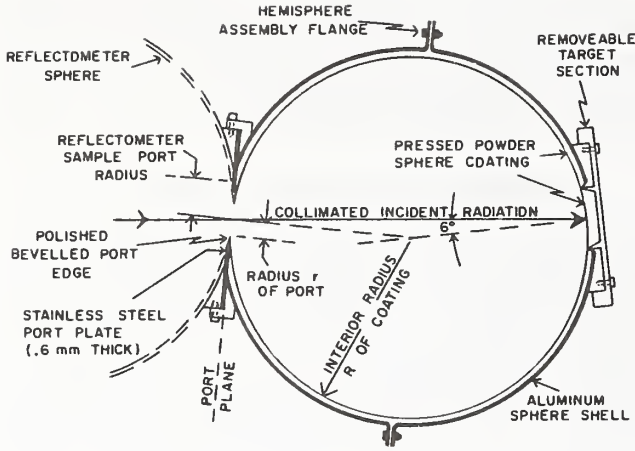 HEMISPHERE
ASSEMBLY FLANGE
REMOVEABLE
TARGET
SECTION
REFLECTOMETER
SPHERE
REFLECTOMETER
SAMPLE PORT
RADIUS
PRESSED POWDER
SPHERE COATING
COLLIMATED INCIDENT RADIATION
6°
POLISHED
BEVELLED PORT
EDGE
RADIUS r
OF PORT
STAINLESS STEEL
PORT PLATE
(.6 mm THICK)
INTERIOR RADIUS
R OF COATING
PORT
PLANE
ALUMINUM
SPHERE SHELL